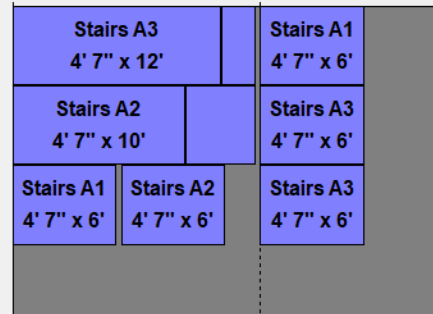 Stairs A3
4' 7" x 12'
Stairs A1
4' 7" x 6'
Stairs A2
4' 7" x 10'
Stairs A3
4' 7" x 6'
Stairs A1
4' 7" x 6'
Stairs A2
4' 7" x 6'
Stairs A3
4' 7" x 6'